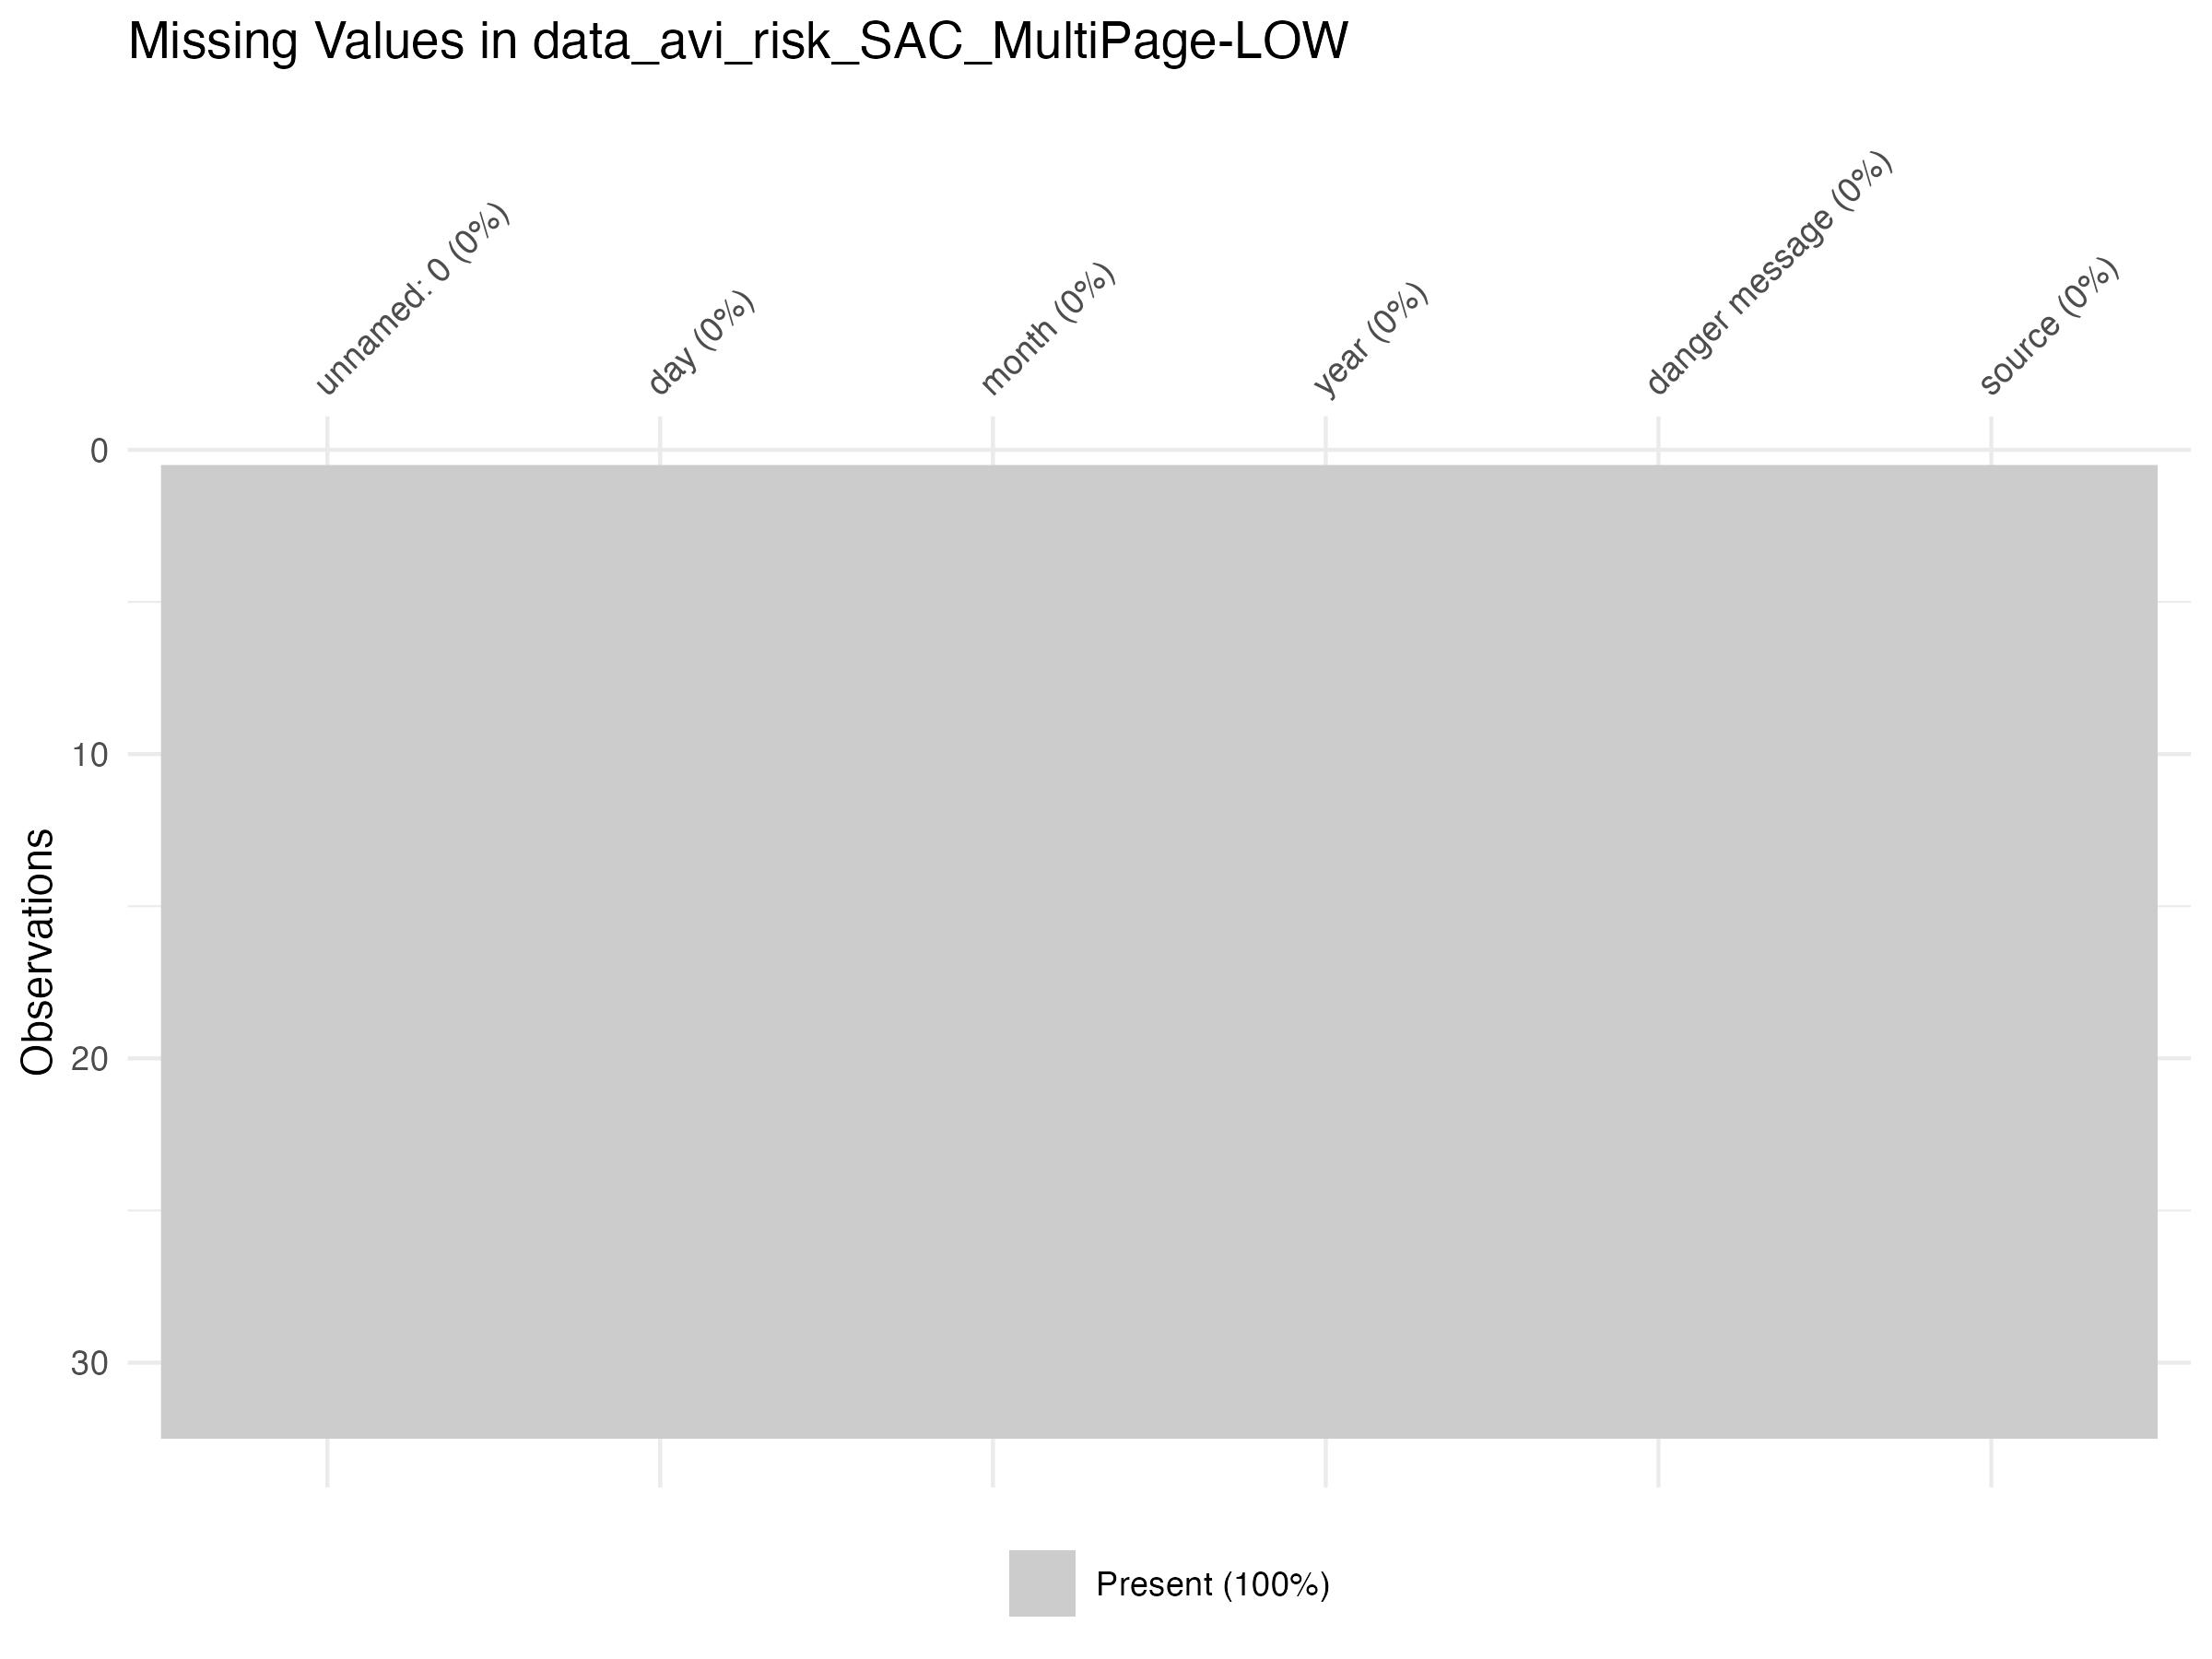 Missing Values in data_avi_risk_SAC_MultiPage-LOW
unnamed: 0 (0%)
day (0%)
month (0%)
year (0%)
danger message (0%)
source (0%)
0
10
20
30
Observations
Present (100%)